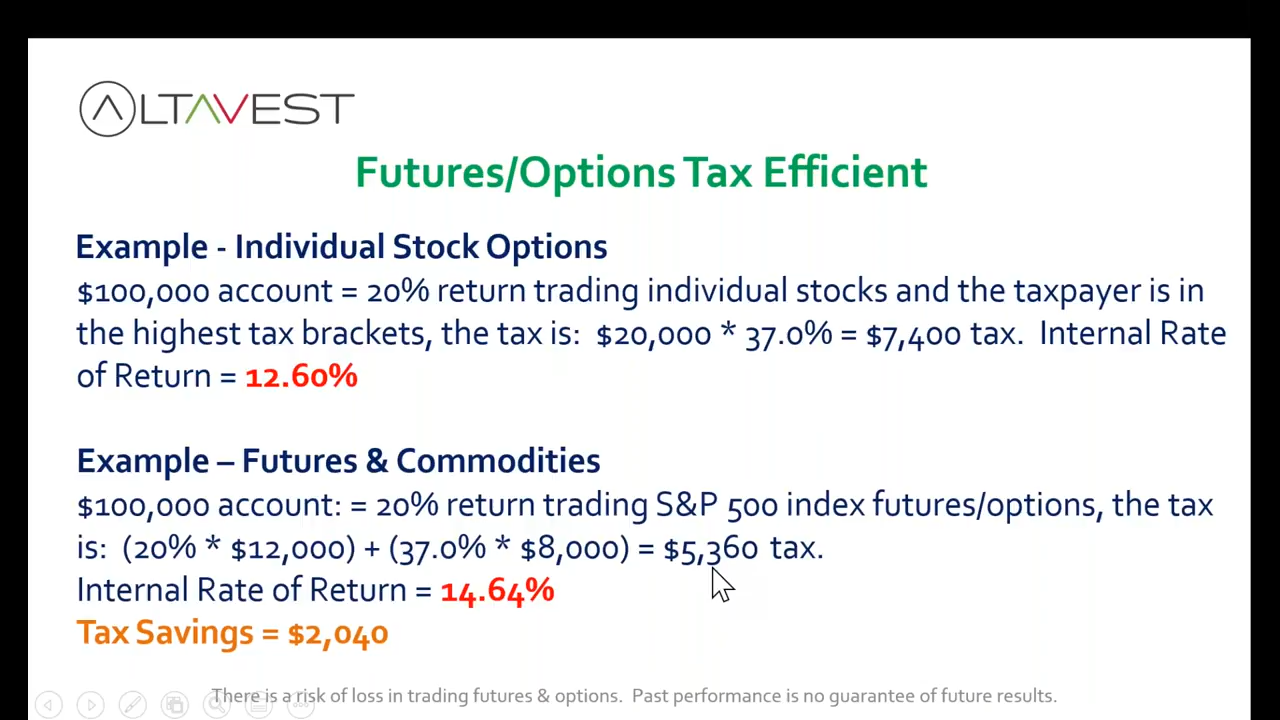 ALTAVEST
Futures/Options Tax Efficient
Example - Individual Stock Options
$100,000 account = 20% return trading individual stocks and the taxpayer is in
the highest tax brackets, the tax is:  $20,000 * 37.0% = $7,400 tax.  Internal Rate
of Return = 12.60%
Example – Futures & Commodities
$100,000 account: = 20% return trading S&P 500 index futures/options, the tax
is:  (20% * $12,000) + (37.0% * $8,000) = $5,360 tax.
Internal Rate of Return = 14.64%
Tax Savings = $2,040
There is a risk of loss in trading futures & options.  Past performance is no guarantee of future results.